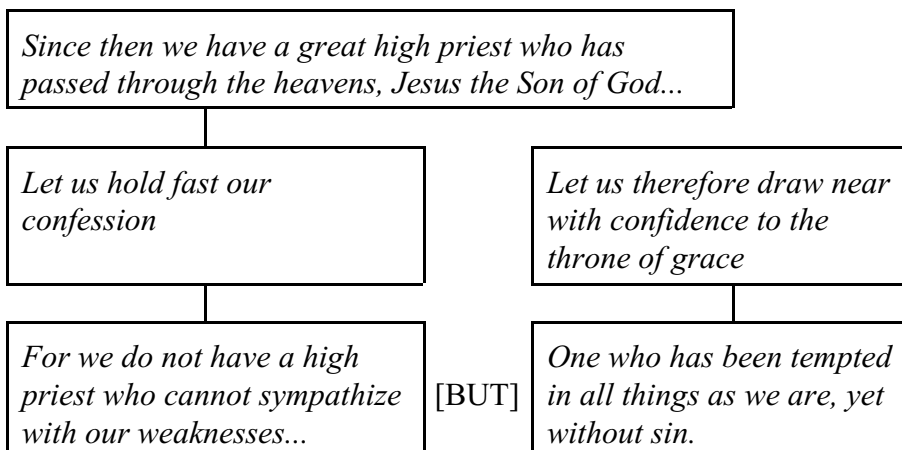 Since then we have a great high priest who has
passed through the heavens, Jesus the Son of God...
Let us hold fast our
confession
Let us therefore draw near
with confidence to the
throne of grace
For we do not have a high
priest who cannot sympathize
with our weaknesses...
[BUT]
One who has been tempted
in all things as we are, yet
without sin.